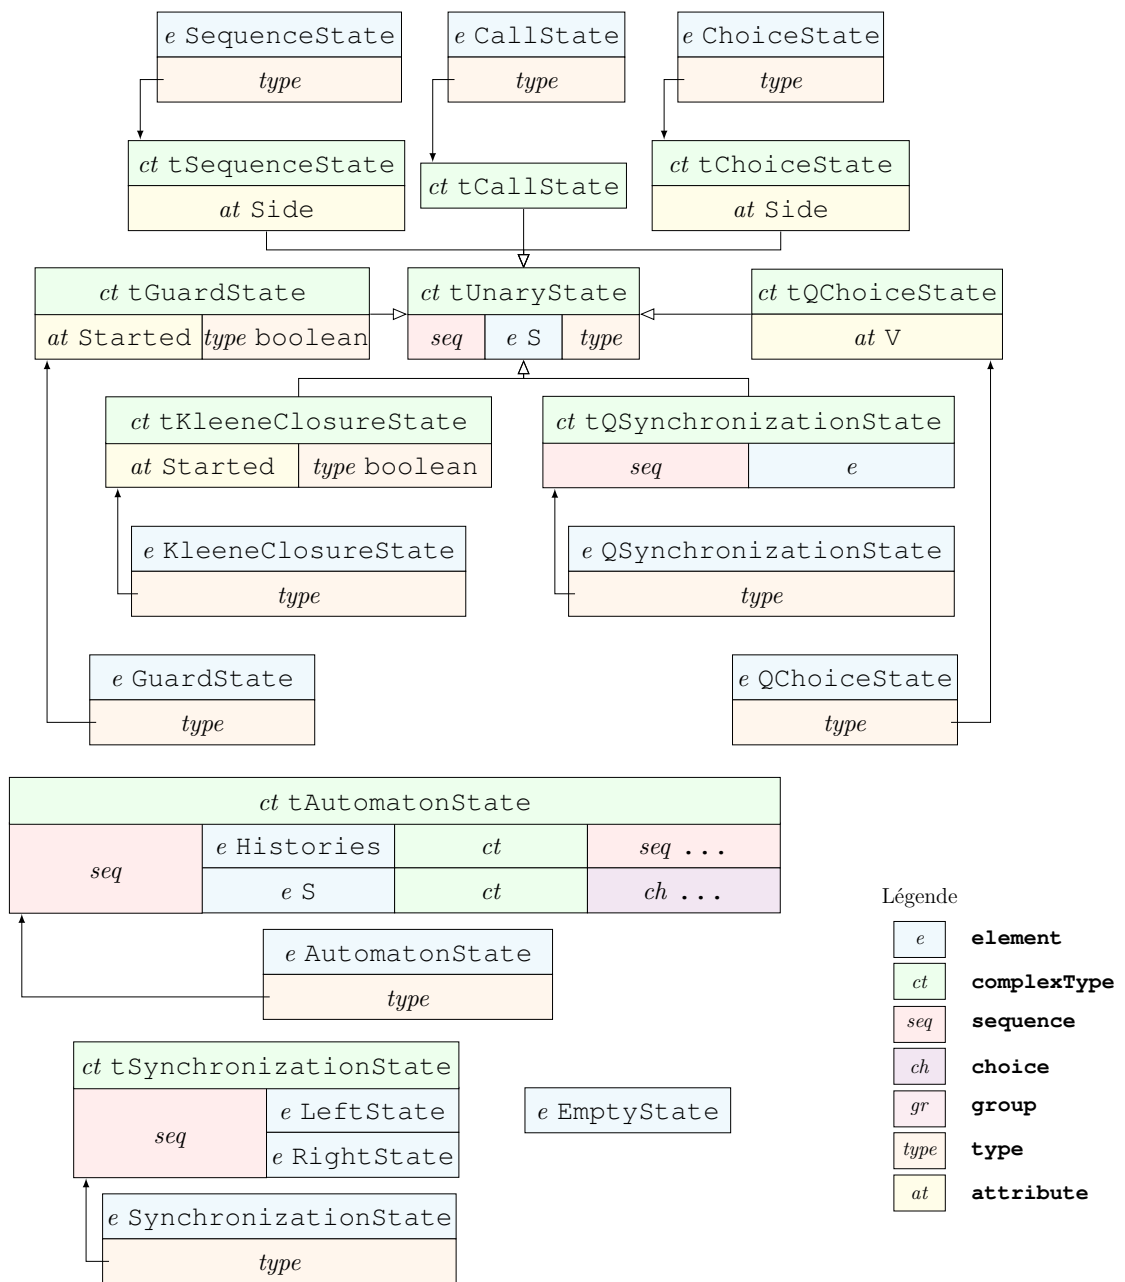 e SequenceState
e CallState
e ChoiceState
type
type
type
ct tSequenceState
ct tCallState
ct tChoiceState
at Side
at Side
ct tGuardState
ct tUnaryState
ct tQChoiceState
at Started type boolean
seq e S type
at V
ct tKleeneClosureState
ct tQSynchronizationState
at Started type boolean
seq e
e KleeneClosureState
e QSynchronizationState
type
type
e GuardState
e QChoiceState
type
type
ct tAutomatonState
seq
e Histories ct seq ...
e S ct ch ...
e AutomatonState
type
ct tSynchronizationState
seq
e LeftState
e RightState
e EmptyState
e SynchronizationState
type
Légende
e element
ct complexType
seq sequence
ch choice
gr group
type type
at attribute